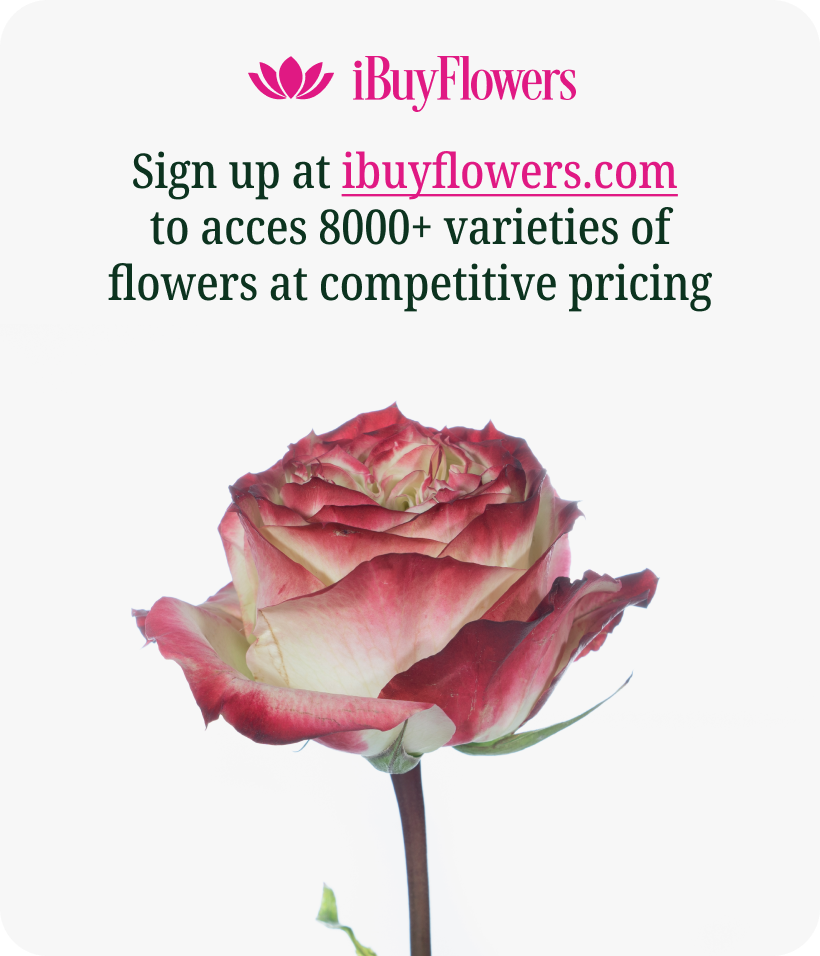 iBuyFlowers
Sign up at ibuyflowers.com
to acces 8000+ varieties of
flowers at competitive pricing